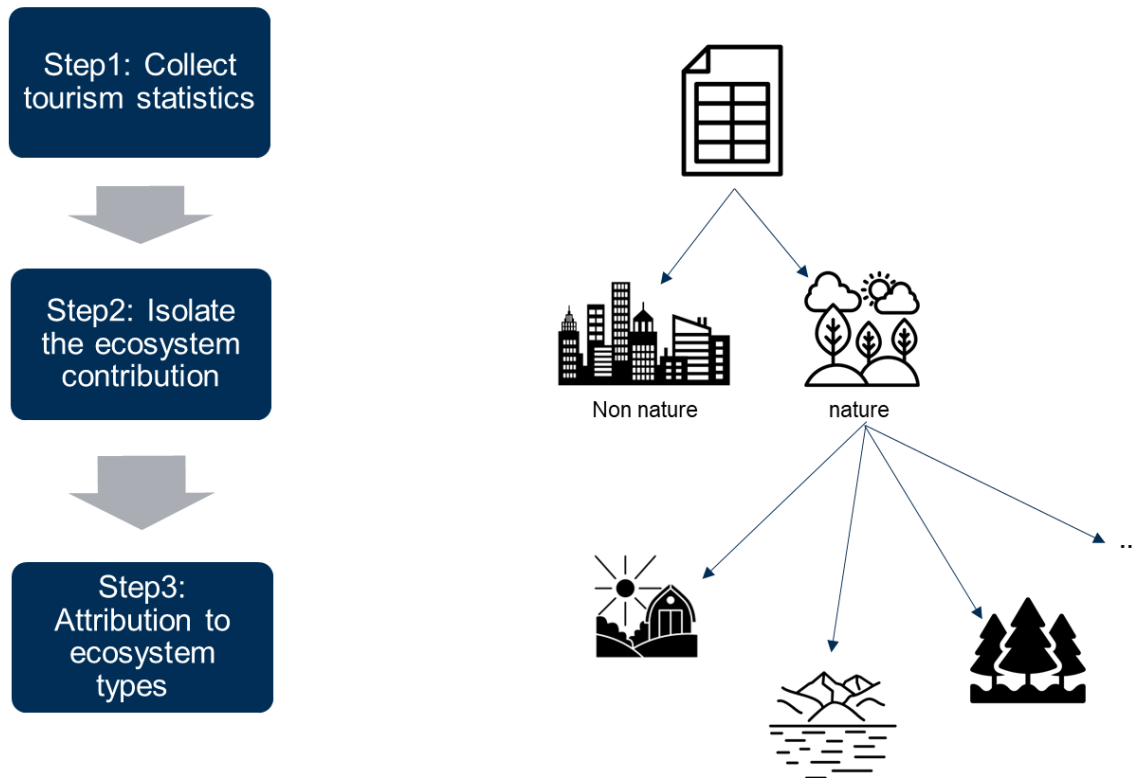 Step1: Collect
tourism statistics
Step2: Isolate
the ecosystem
contribution
Non nature
nature
..
Step3:
Attribution to
ecosystem
types